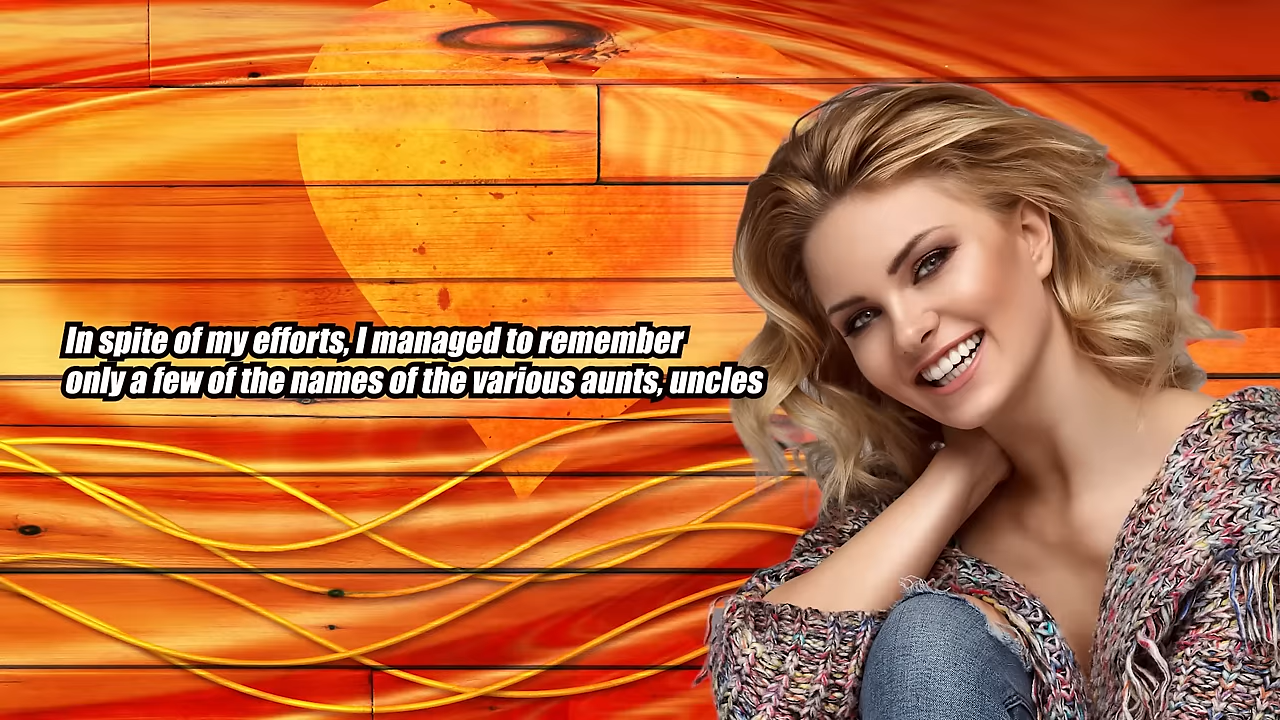 In spite of my efforts, I managed to remember
only a few of the names of the various aunts, uncles